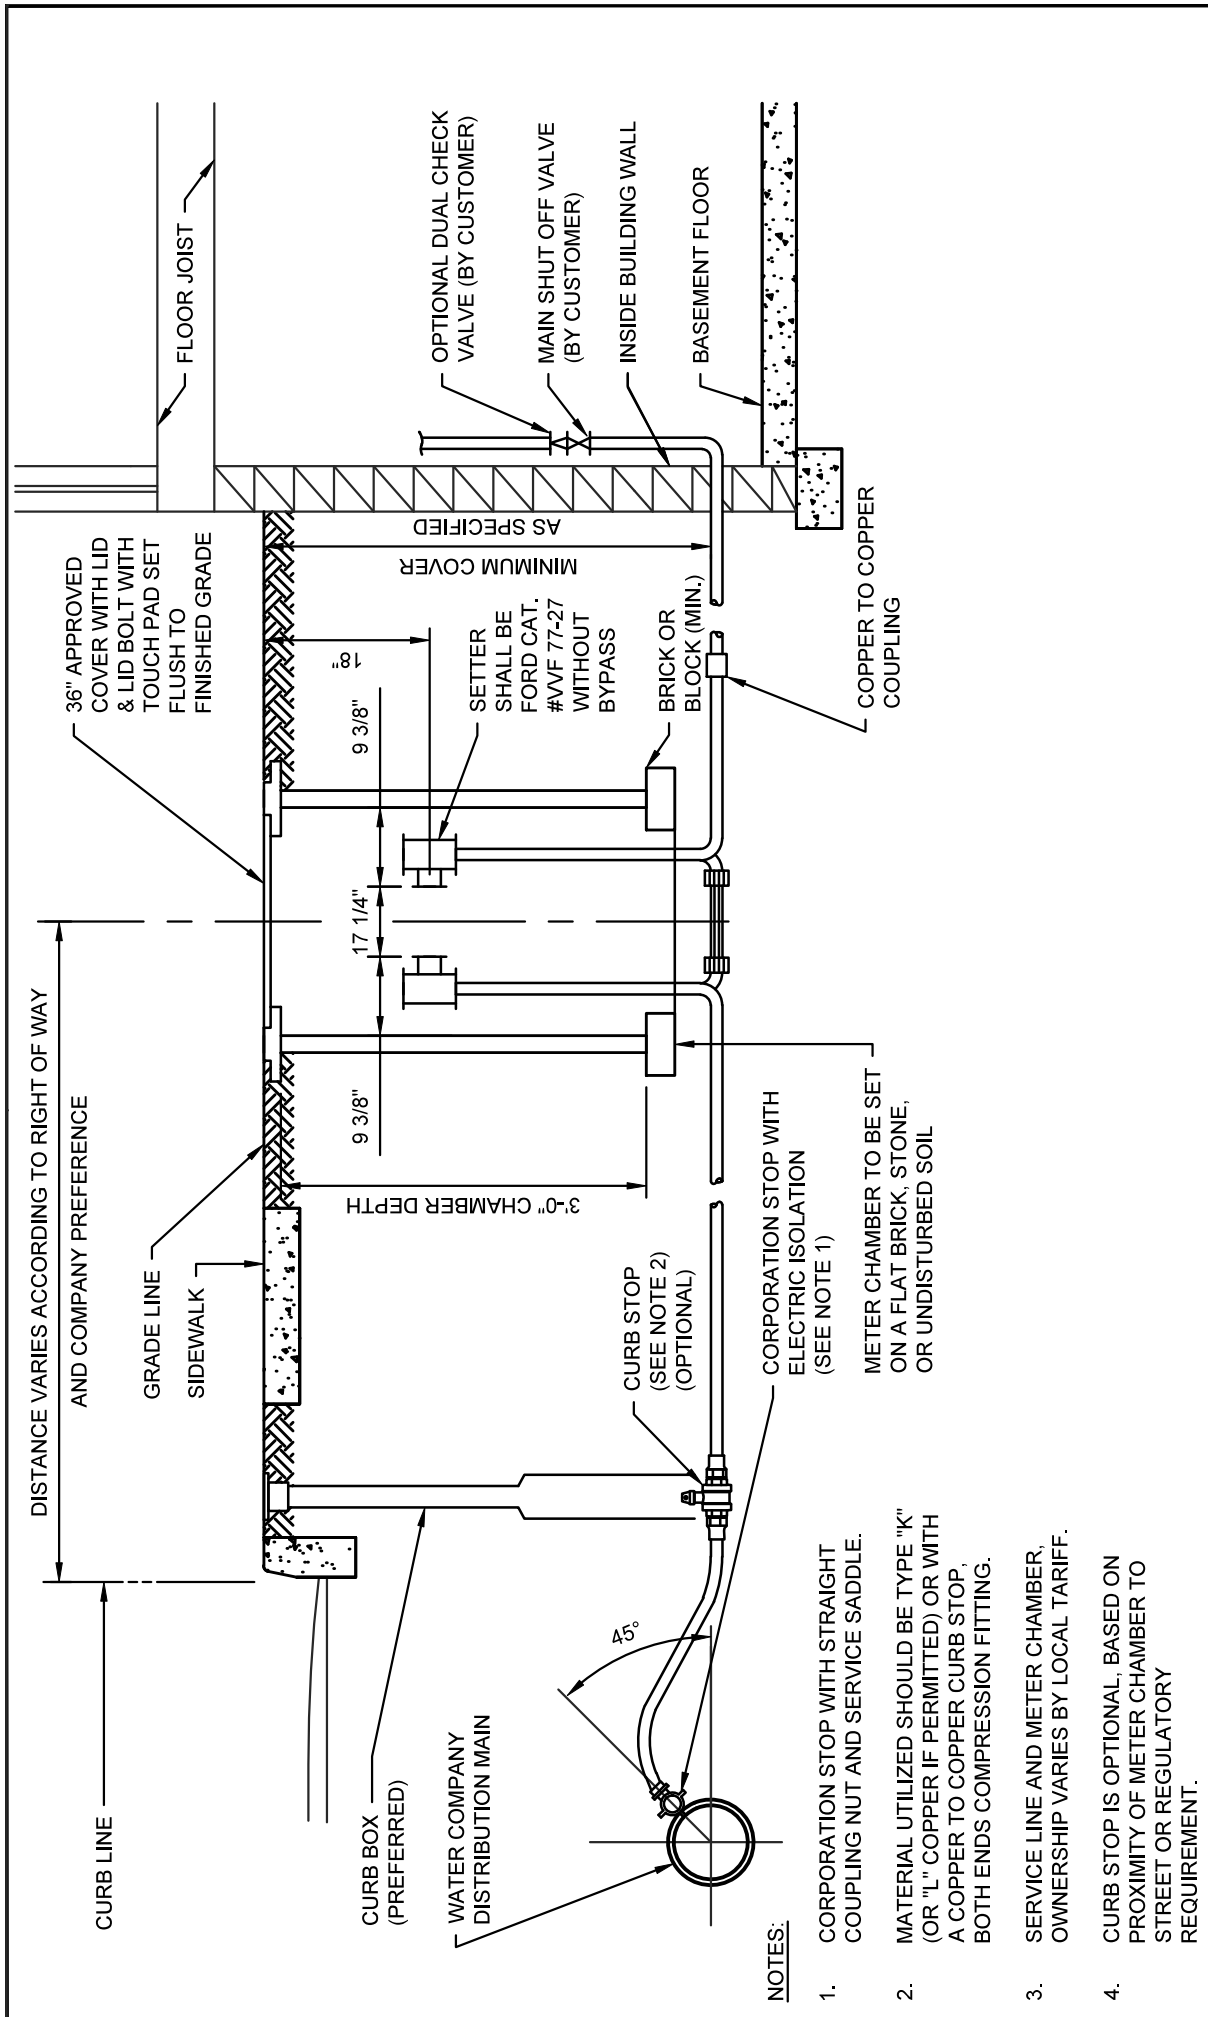 DISTANCE VARIES ACCORDING TO RIGHT OF WAY
AND COMPANY PREFERENCE
CURB LINE
GRADE LINE
SIDEWALK
36" APPROVED
COVER WITH LID
& LID BOLT WITH
TOUCH PAD SET
FLUSH TO
FINISHED GRADE
FLOOR JOIST
CURB BOX
(PREFERRED)
WATER COMPANY
DISTRIBUTION MAIN
45°
3'-0" CHAMBER DEPTH
9 3/8"
17 1/4"
9 3/8"
18"
SETTER
SHALL BE
FORD CAT.
#VVF 77-27
WITHOUT
BYPASS
MINIMUM COVER
AS SPECIFIED
OPTIONAL DUAL CHECK
VALVE (BY CUSTOMER)
MAIN SHUT OFF VALVE
(BY CUSTOMER)
INSIDE BUILDING WALL
BASEMENT FLOOR
BRICK OR
BLOCK (MIN.)
CURB STOP
(SEE NOTE 2)
(OPTIONAL)
CORPORATION STOP WITH
ELECTRIC ISOLATION
(SEE NOTE 1)
METER CHAMBER TO BE SET
ON A FLAT BRICK, STONE,
OR UNDISTURBED SOIL
COPPER TO COPPER
COUPLING
NOTES:
1. CORPORATION STOP WITH STRAIGHT
COUPLING NUT AND SERVICE SADDLE.
2. MATERIAL UTILIZED SHOULD BE TYPE "K"
(OR "L" COPPER IF PERMITTED) OR WITH
A COPPER TO COPPER CURB STOP,
BOTH ENDS COMPRESSION FITTING.
3. SERVICE LINE AND METER CHAMBER,
OWNERSHIP VARIES BY LOCAL TARIFF.
4. CURB STOP IS OPTIONAL, BASED ON
PROXIMITY OF METER CHAMBER TO
STREET OR REGULATORY
REQUIREMENT.